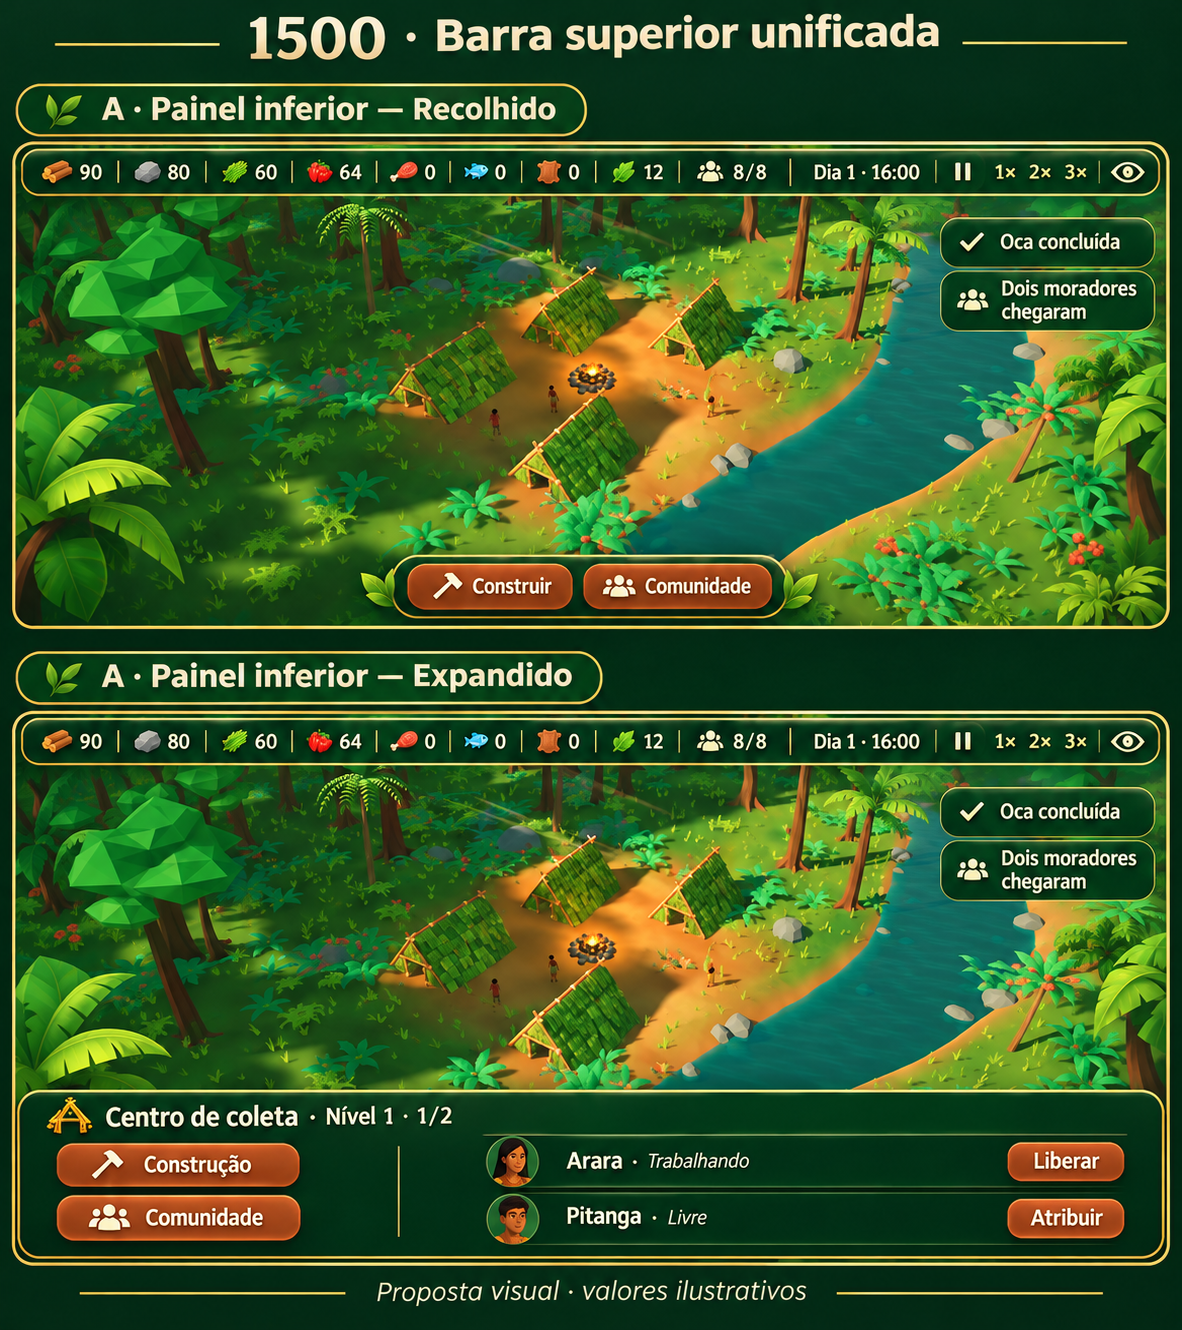 1500 · Barra superior unificada
A · Painel inferior — Recolhido
90 80 60 64 0 0 0 12 8/8 Dia 1 · 16:00 1× 2× 3×
Oca concluída
Dois moradores
chegaram
Construir Comunidade
A · Painel inferior — Expandido
90 80 60 64 0 0 0 12 8/8 Dia 1 · 16:00 1× 2× 3×
Oca concluída
Dois moradores
chegaram
Centro de coleta · Nível 1 · 1/2
Construção
Comunidade
Arara · Trabalhando Liberar
Pitanga · Livre Atribuir
Proposta visual · valores ilustrativos